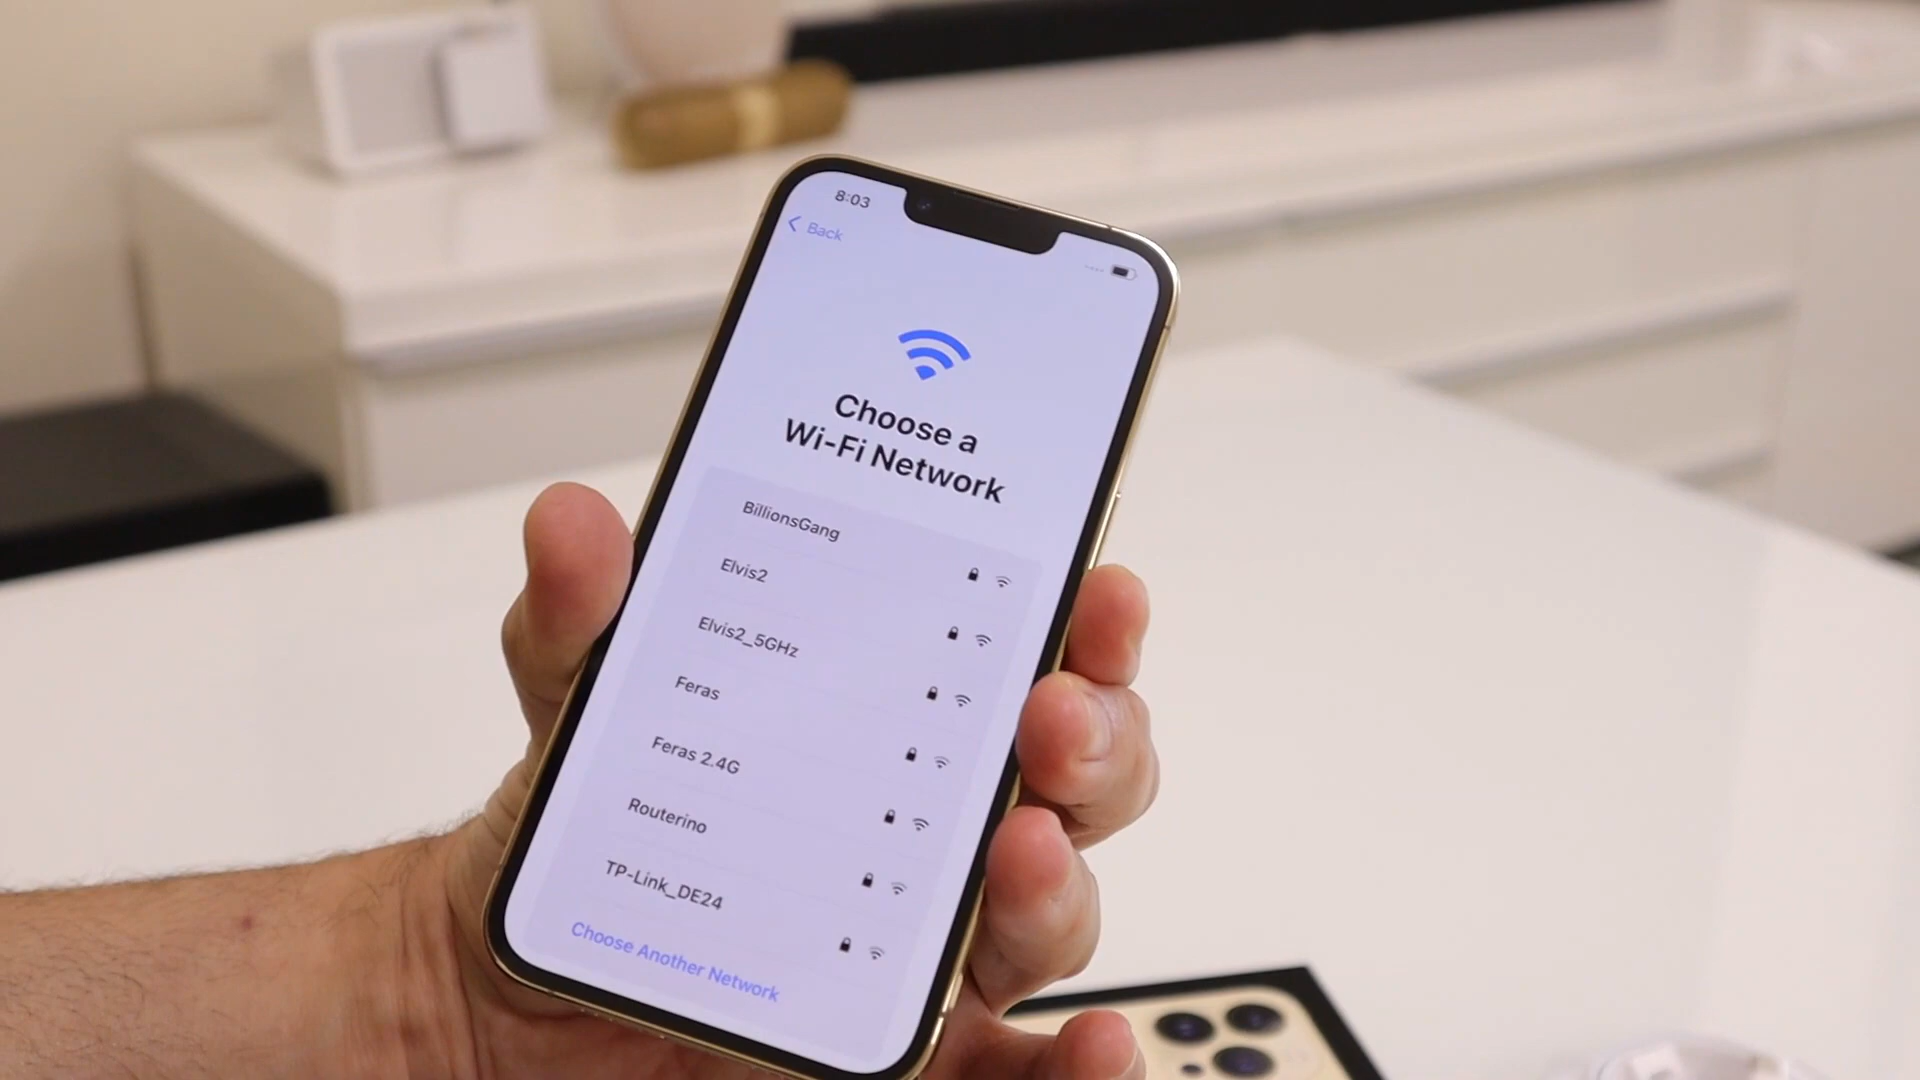 8:03
Back
Choose a
Wi-Fi Network
BillionsGang
Elvis2
Elvis2_5GHz
Feras
Feras 2.4G
Routerino
TP-Link_DE24
Choose Another Network